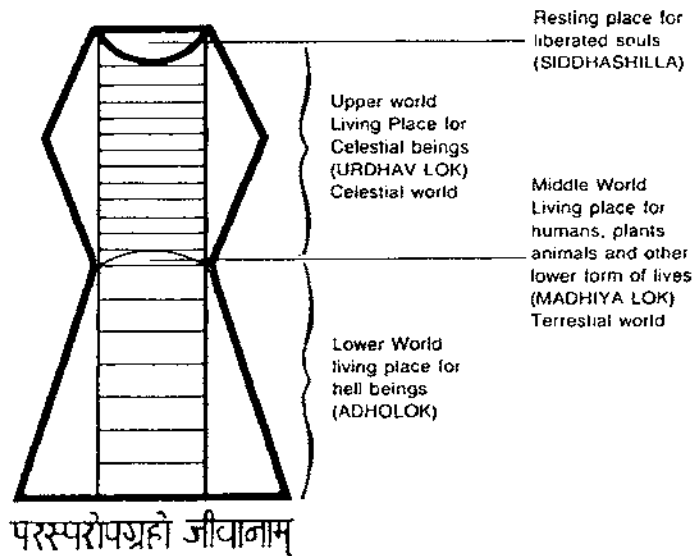 Resting place for
liberated souls
(SIDDHASHILLA)
Upper world
Living Place for
Celestial beings
(URDHAV LOK)
Celestial world
Middle World
Living place for
humans, plants
animals and other
lower form of lives
(MADHIYA LOK)
Terrestial world
Lower World
living place for
hell beings
(ADHOLOK)
परस्परोपग्रहो जीवानाम्